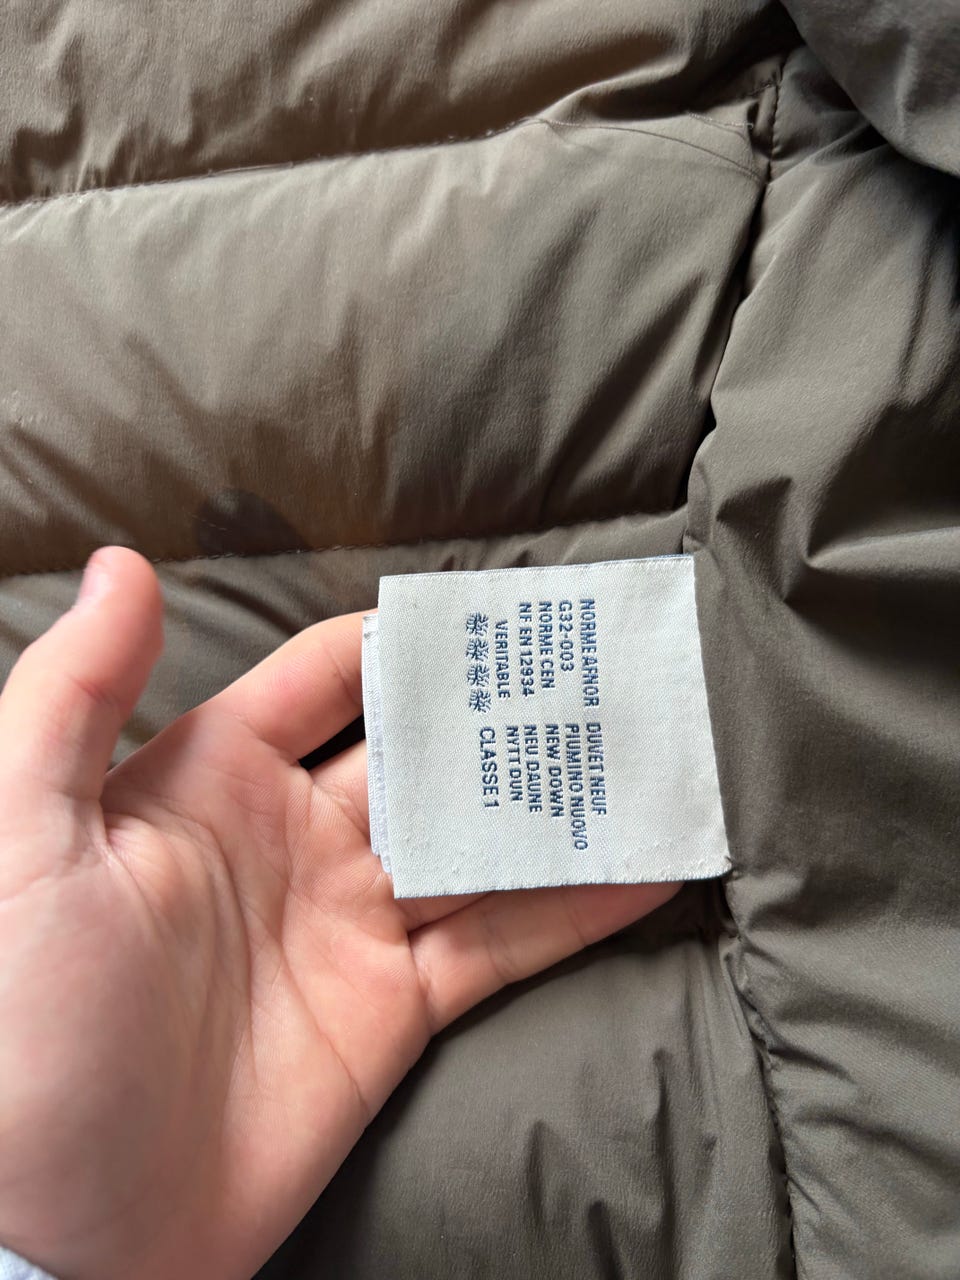 NORME AFNOR
G32-003
NORME CEN
NF EN 12934
VERITABLE
DUVET NEUF
PIUMINO NUOVO
NEW DOWN
NEU DAUNE
NYTT DUN
CLASSE 1